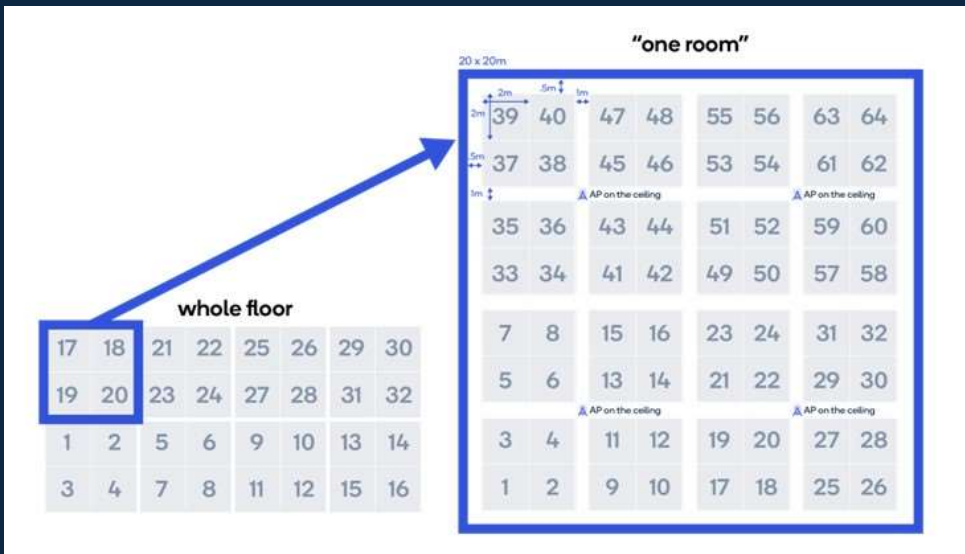 "one room"
20 x 20m
.5m
2m
1m
2m
39 40 47 48 55 56 63 64
.5m
37 38 45 46 53 54 61 62
1m
AP on the ceiling AP on the ceiling
35 36 43 44 51 52 59 60
33 34 41 42 49 50 57 58
7 8 15 16 23 24 31 32
5 6 13 14 21 22 29 30
AP on the ceiling AP on the ceiling
3 4 11 12 19 20 27 28
1 2 9 10 17 18 25 26
whole floor
17 18 21 22 25 26 29 30
19 20 23 24 27 28 31 32
1 2 5 6 9 10 13 14
3 4 7 8 11 12 15 16